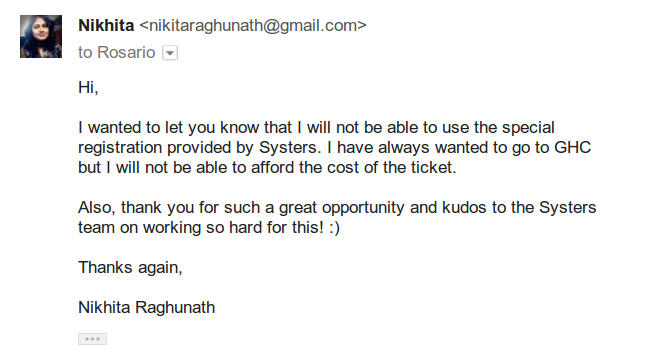 Nikhita <nikitaraghunath@gmail.com>
to Rosario
Hi,
I wanted to let you know that I will not be able to use the special
registration provided by Systers. I have always wanted to go to GHC
but I will not be able to afford the cost of the ticket.
Also, thank you for such a great opportunity and kudos to the Systers
team on working so hard for this! :)
Thanks again,
Nikhita Raghunath